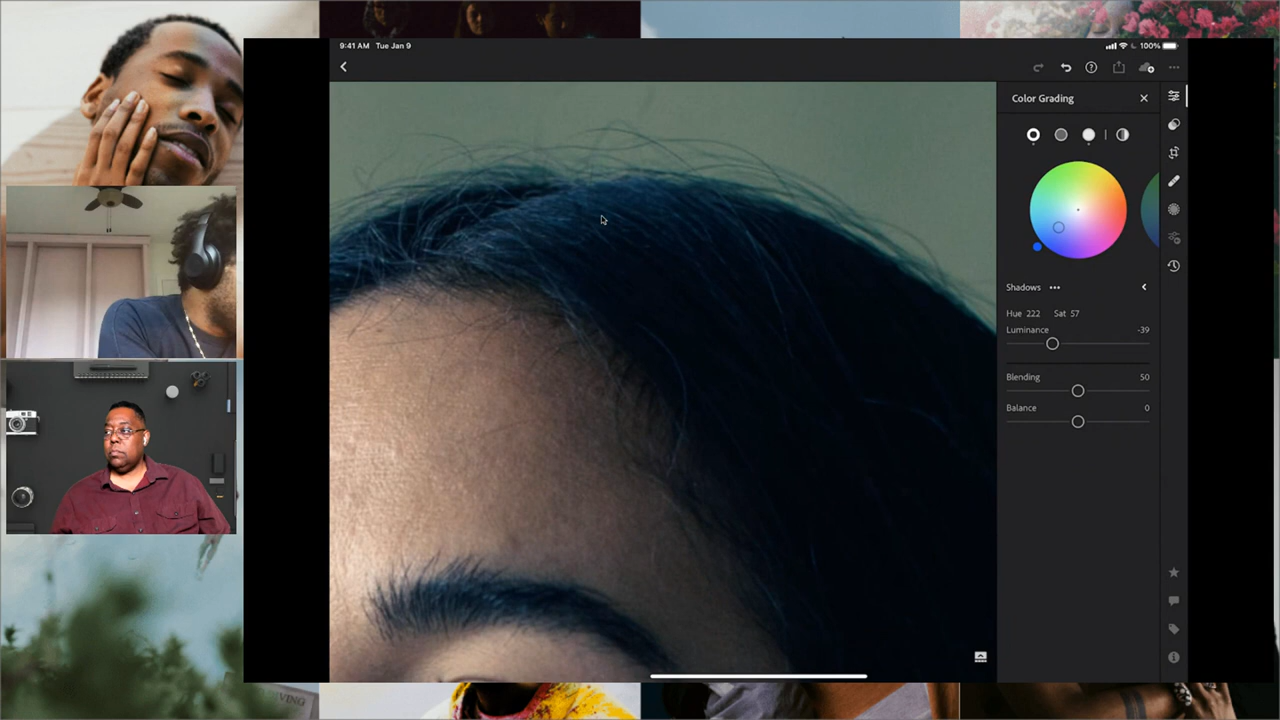 9:41 AM Tue Jan 9
100%
Color Grading
Shadows
Hue 222 Sat 57
Luminance -39
Blending 50
Balance 0
VING